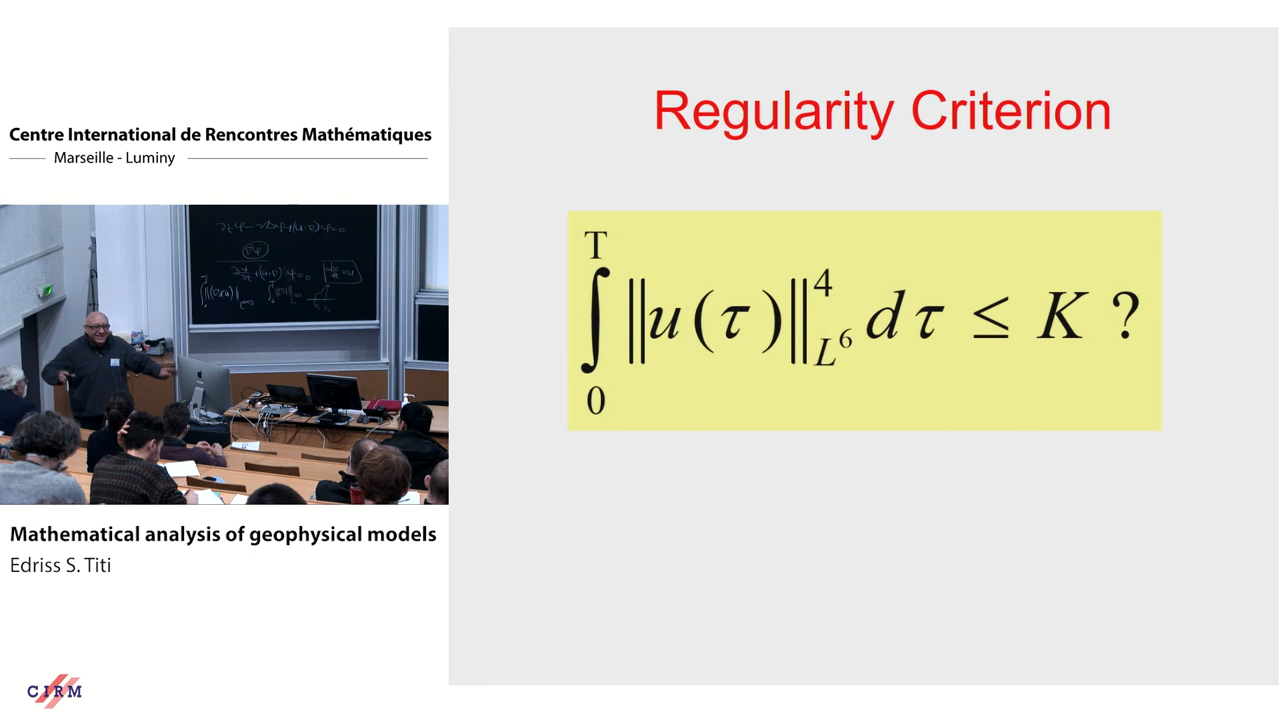 Centre International de Rencontres Mathématiques
Marseille - Luminy
Mathematical analysis of geophysical models
Edriss S. Titi
CIRM
Regularity Criterion
∫₀ᵀ ‖u(τ)‖⁴_{L⁶} dτ ≤ K ?